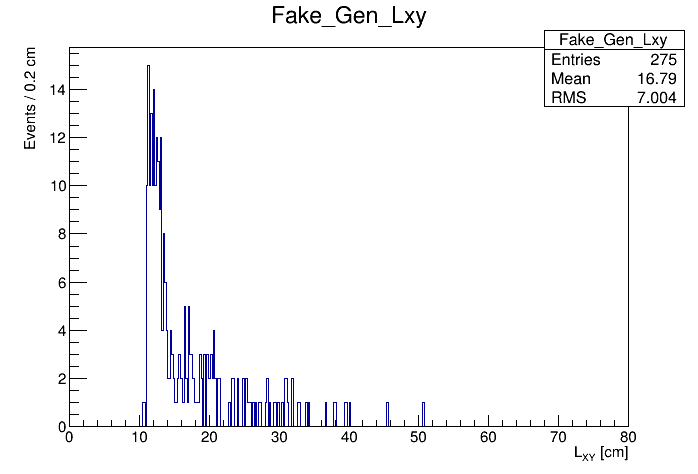 Fake_Gen_Lxy
Fake_Gen_Lxy
Entries 275
Mean 16.79
RMS 7.004
Events / 0.2 cm
14
12
10
8
6
4
2
0
0 10 20 30 40 50 60 70 80
L_XY [cm]